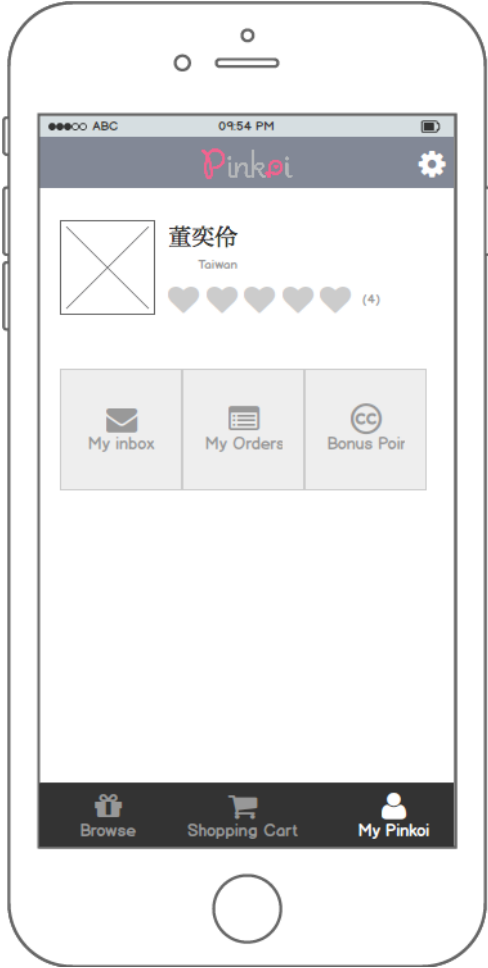 ABC 09:54 PM
Pinkoi
董奕伶
Taiwan
(4)
My inbox My Orders Bonus Poir
Browse Shopping Cart My Pinkoi